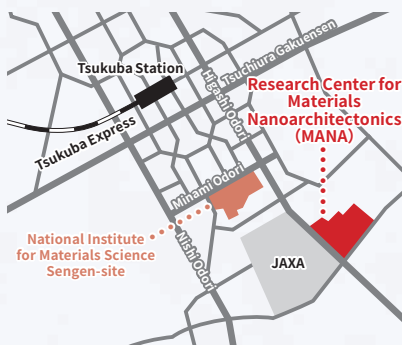 Tsukuba Station
Tsuchiura Gakuensen
Higashi Odori
Research Center for
Materials
Nanoarchitectonics
(MANA)
Tsukuba Express
Minami Odori
National Institute
for Materials Science
Sengen-site
Nishi Odori
JAXA